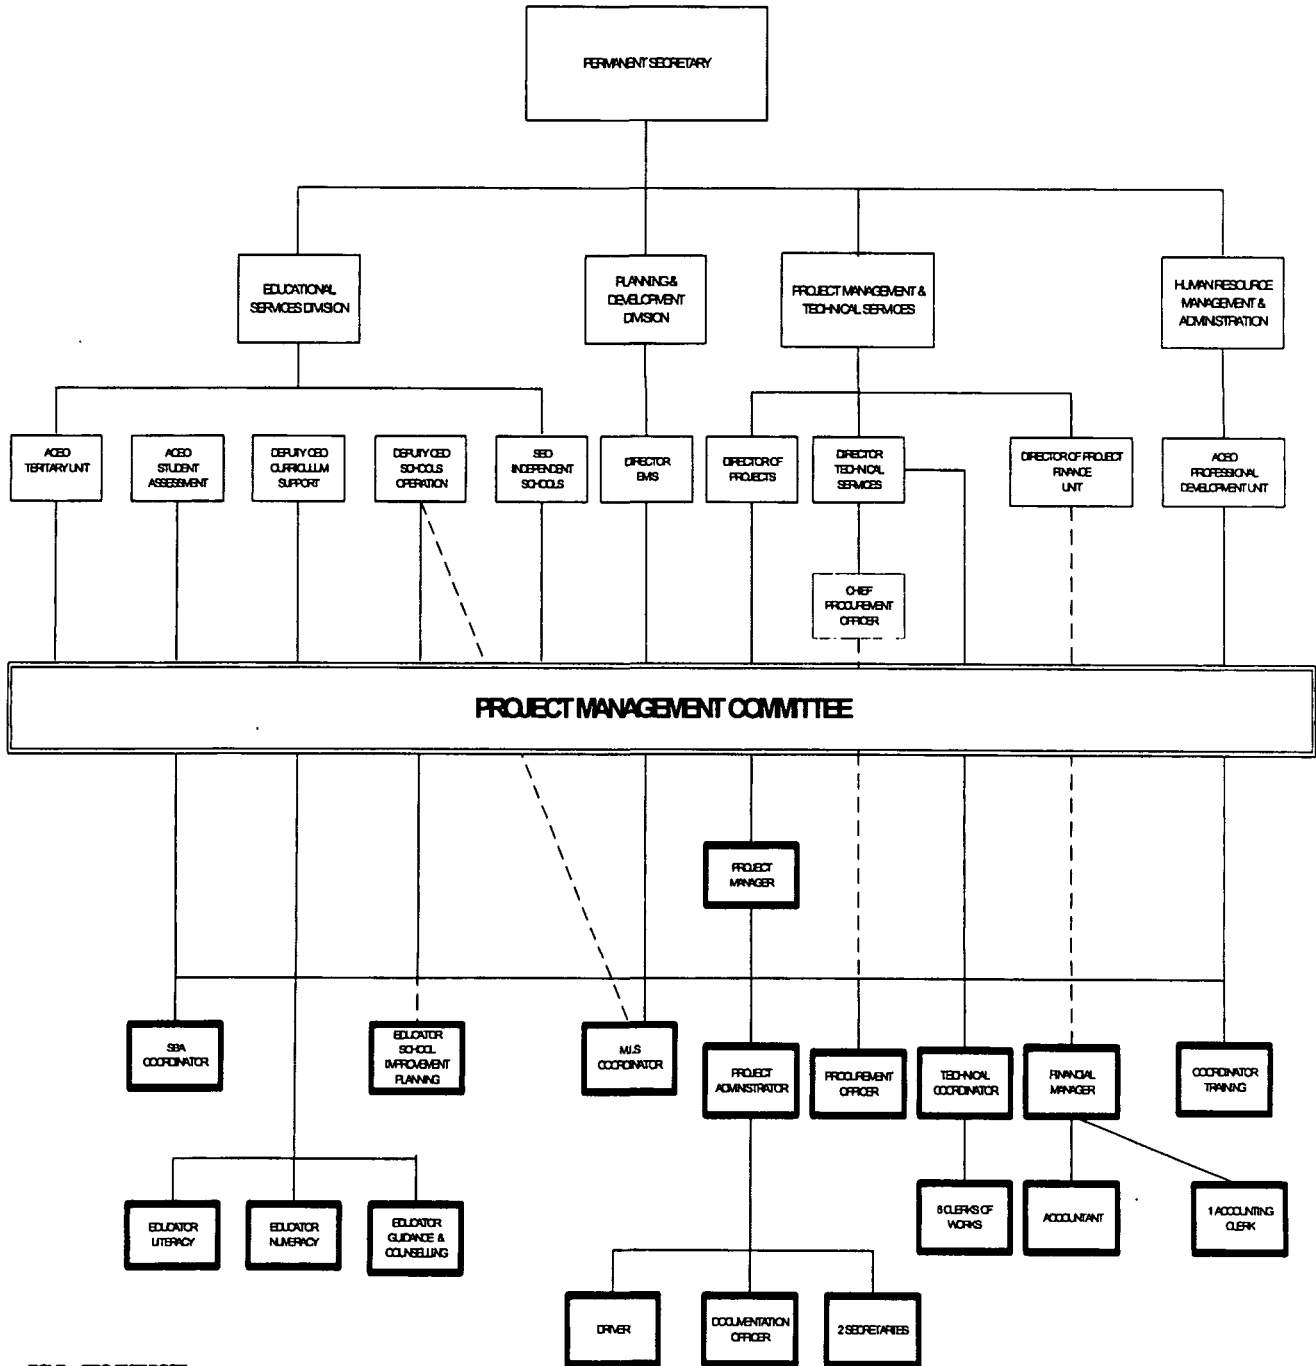 PERMANENT SECRETARY
EDUCATIONAL
SERVICES DIVISION
PLANNING &
DEVELOPMENT
DIVISION
PROJECT MANAGEMENT &
TECHNICAL SERVICES
HUMAN RESOURCE
MANAGEMENT &
ADMINISTRATION
ACEO
TERITARY UNIT
ACEO
STUDENT
ASSESSMENT
DEPUTY CEO
CURRICULUM
SUPPORT
DEPUTY CEO
SCHOOLS
OPERATION
SEO
INDEPENDENT
SCHOOLS
DIRECTOR
EMIS
DIRECTOR OF
PROJECTS
DIRECTOR
TECHNICAL
SERVICES
DIRECTOR OF PROJECT
FINANCE
UNIT
ACEO
PROFESSIONAL
DEVELOPMENT UNIT
CHIEF
PROCUREMENT
OFFICER
PROJECT MANAGEMENT COMMITTEE
PROJECT
MANAGER
SBA
COORDINATOR
EDUCATOR
SCHOOL
IMPROVEMENT
PLANNING
M.I.S
COORDINATOR
PROJECT
ADMINISTRATOR
PROCUREMENT
OFFICER
TECHNICAL
COORDINATOR
FINANCIAL
MANAGER
COORDINATOR
TRAINING
EDUCATOR
LITERACY
EDUCATOR
NUMERACY
EDUCATOR
GUIDANCE &
COUNSELLING
6 CLERKS OF
WORKS
ACCOUNTANT
1 ACCOUNTING
CLERK
DRIVER
DOCUMENTATION
OFFICER
2 SECRETARIES